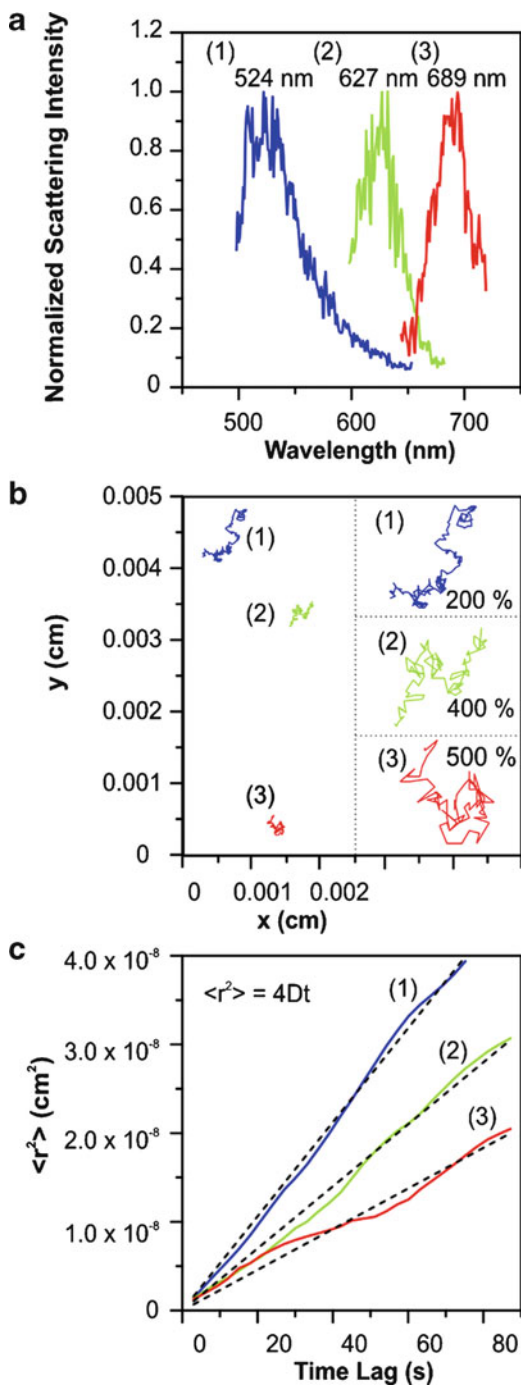 a
Normalized Scattering Intensity
1.2
1.0
0.8
0.6
0.4
0.2
0
(1) (2) (3)
524 nm 627 nm 689 nm
500 600 700
Wavelength (nm)
b
y (cm)
0.005
0.004
0.003
0.002
0.001
0
(1)
(2)
(3)
(1)
200 %
(2)
400 %
(3) 500 %
0 0.001 0.002
x (cm)
c
<r²> (cm²)
4.0 x 10⁻⁸
3.0 x 10⁻⁸
2.0 x 10⁻⁸
1.0 x 10⁻⁸
0
<r²> = 4Dt
(1)
(2)
(3)
0 20 40 60 80
Time Lag (s)